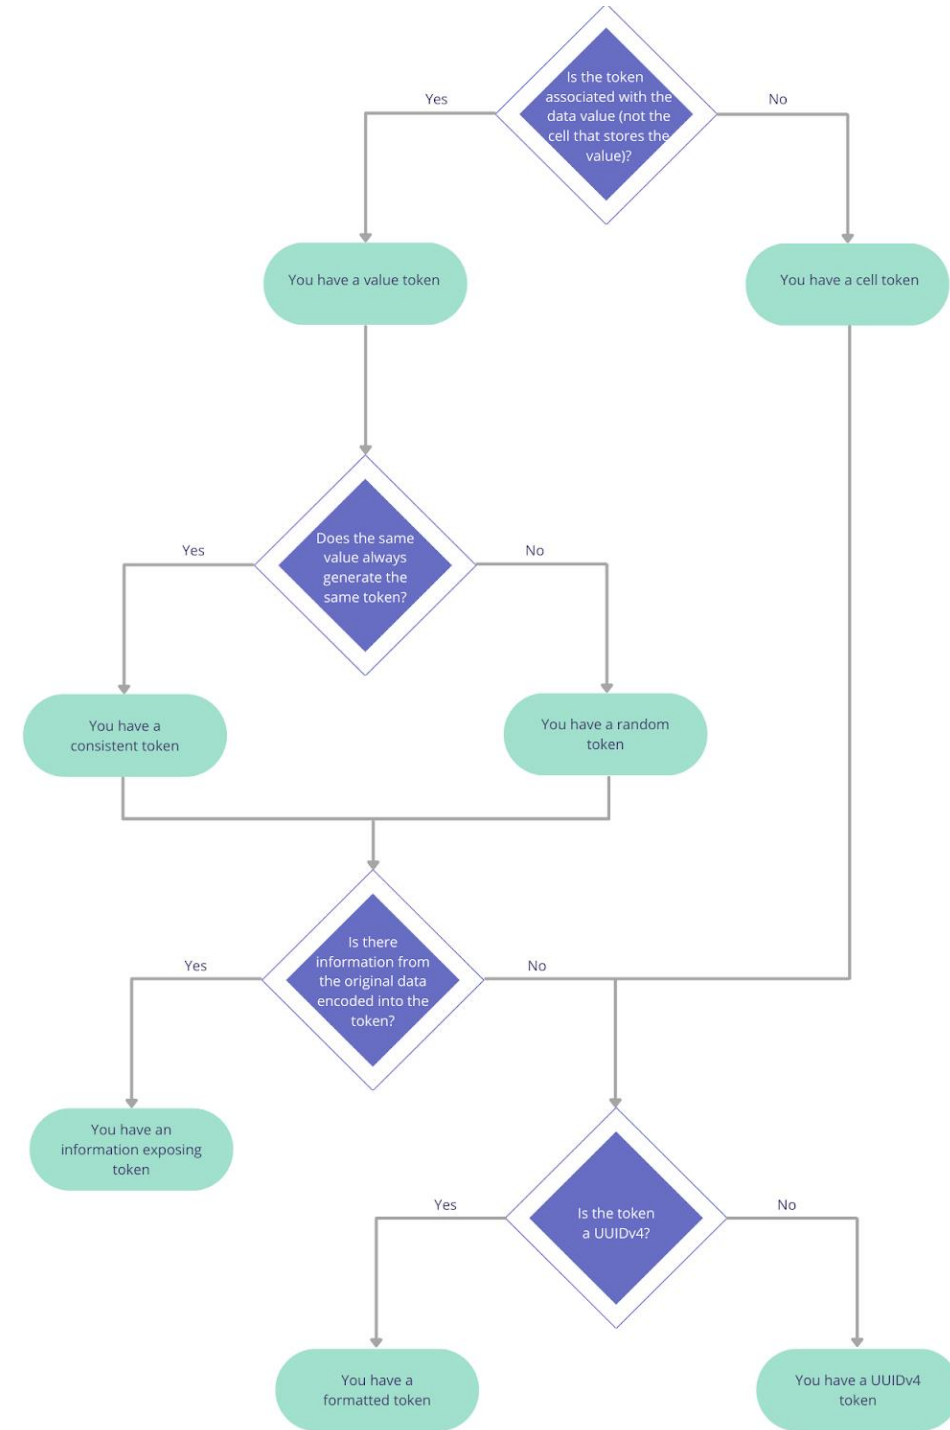 Is the token
associated with the
data value (not the
cell that stores the
value)?
Yes
No
You have a value token
You have a cell token
Does the same
value always
generate the
same token?
Yes
No
You have a
consistent token
You have a random
token
Is there
information from
the original data
encoded into the
token?
Yes
No
You have an
information exposing
token
Is the token
a UUIDv4?
Yes
No
You have a
formatted token
You have a UUIDv4
token